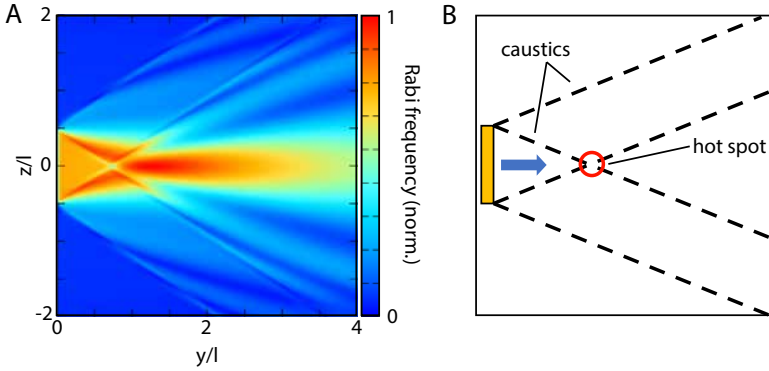 A
2
0
-2
z/l
0
2
4
y/l
1
0
Rabi frequency (norm.)
B
caustics
hot spot